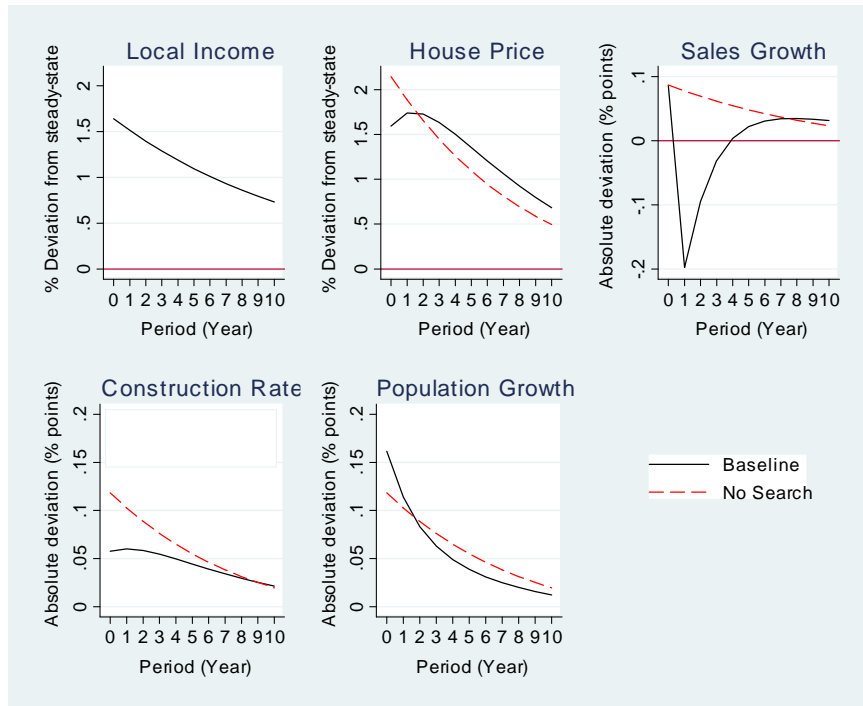 Local Income
% Deviation from steady-state
2
1.5
1
.5
0
0 1 2 3 4 5 6 7 8 9 10
Period (Year)
House Price
% Deviation from steady-state
2
1.5
1
.5
0
0 1 2 3 4 5 6 7 8 9 10
Period (Year)
Sales Growth
Absolute deviation (% points)
.1
0
-.1
-.2
0 1 2 3 4 5 6 7 8 9 10
Period (Year)
Construction Rate
Absolute deviation (% points)
.2
.15
.1
.05
0
0 1 2 3 4 5 6 7 8 9 10
Period (Year)
Population Growth
Absolute deviation (% points)
.2
.15
.1
.05
0
0 1 2 3 4 5 6 7 8 9 10
Period (Year)
Baseline
No Search